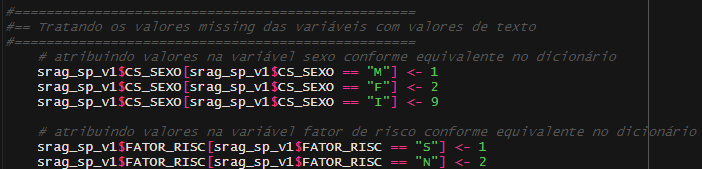 #==================================================
#== Tratando os valores missing das variáveis com valores de texto
#==================================================
# atribuindo valores na variável sexo conforme equivalente no dicionário
srag_sp_v1$CS_SEXO[srag_sp_v1$CS_SEXO == "M"] <- 1
srag_sp_v1$CS_SEXO[srag_sp_v1$CS_SEXO == "F"] <- 2
srag_sp_v1$CS_SEXO[srag_sp_v1$CS_SEXO == "I"] <- 9
# atribuindo valores na variável fator de risco conforme equivalente no dicionário
srag_sp_v1$FATOR_RISC[srag_sp_v1$FATOR_RISC == "S"] <- 1
srag_sp_v1$FATOR_RISC[srag_sp_v1$FATOR_RISC == "N"] <- 2